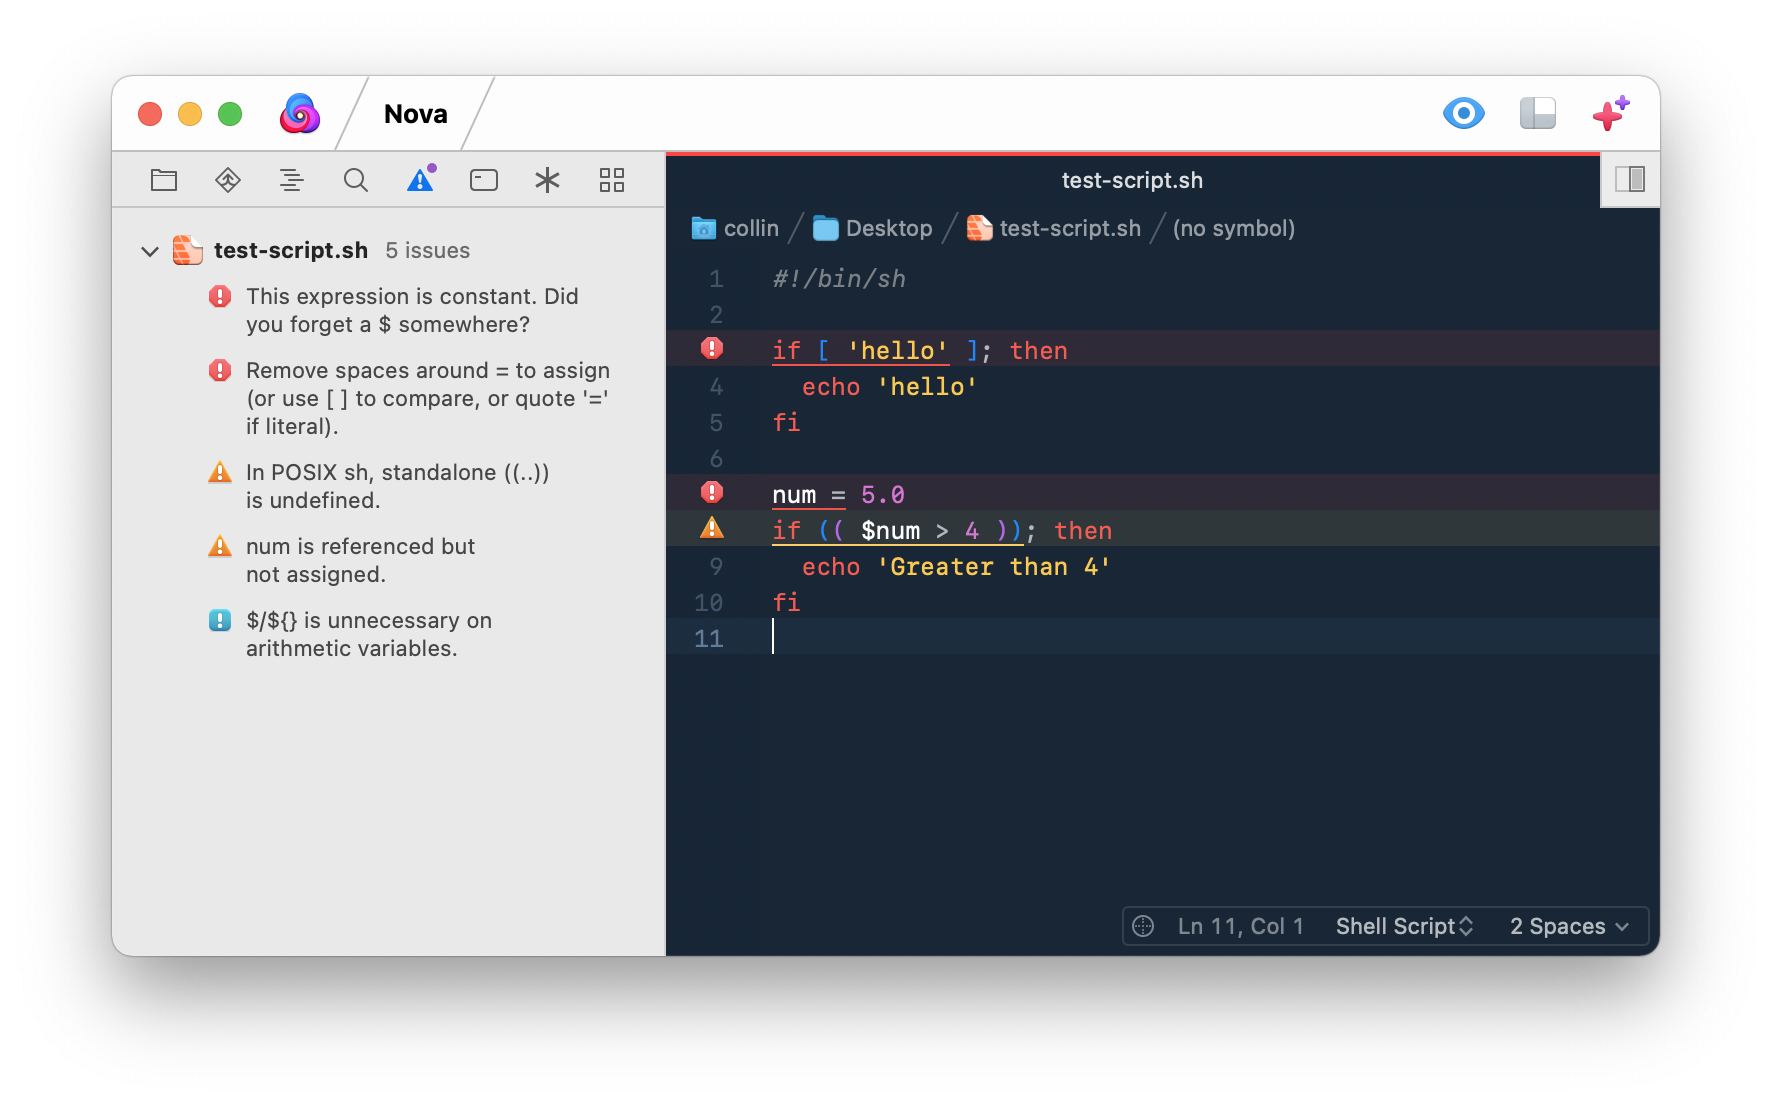 Nova
test-script.sh 5 issues
This expression is constant. Did
you forget a $ somewhere?
Remove spaces around = to assign
(or use [ ] to compare, or quote '='
if literal).
In POSIX sh, standalone ((..))
is undefined.
num is referenced but
not assigned.
$/${} is unnecessary on
arithmetic variables.
test-script.sh
collin Desktop test-script.sh (no symbol)
1 #!/bin/sh
2
if [ 'hello' ]; then
4 echo 'hello'
5 fi
6
num = 5.0
if (( $num > 4 )); then
9 echo 'Greater than 4'
10 fi
11
Ln 11, Col 1 Shell Script 2 Spaces